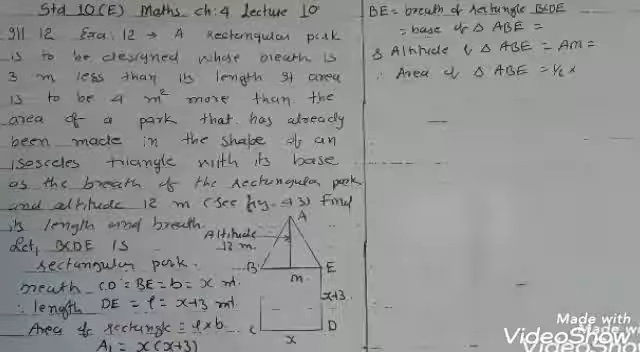 Std 10(E) Maths ch:4 Lecture 10
12 Exa: 12 → A Rectangular park
is to be designed whose breath is
3 m less than its length It area
is to be 4 m² more than the
area of a park that has already
been made in the shape of an
isosceles triangle with its base
as the breath of the rectangular park
and altitude 12 m (see fig. 4.3) Find
its length and breath.
Let, BCDE is
rectangular park.
breath CD = BE = b = x mt.
∴ length DE = l = x+3 mt.
Area of rectangle = l×b
A₁ = x(x+3)
A
Altitude
12 m.
B
E
M
x+3
C
D
x
BE = breath of rectangle BCDE
= base of Δ ABE =
& Altitude of Δ ABE = AM =
∴ Area of Δ ABE = 1/2 ×
Made with
VideoShow